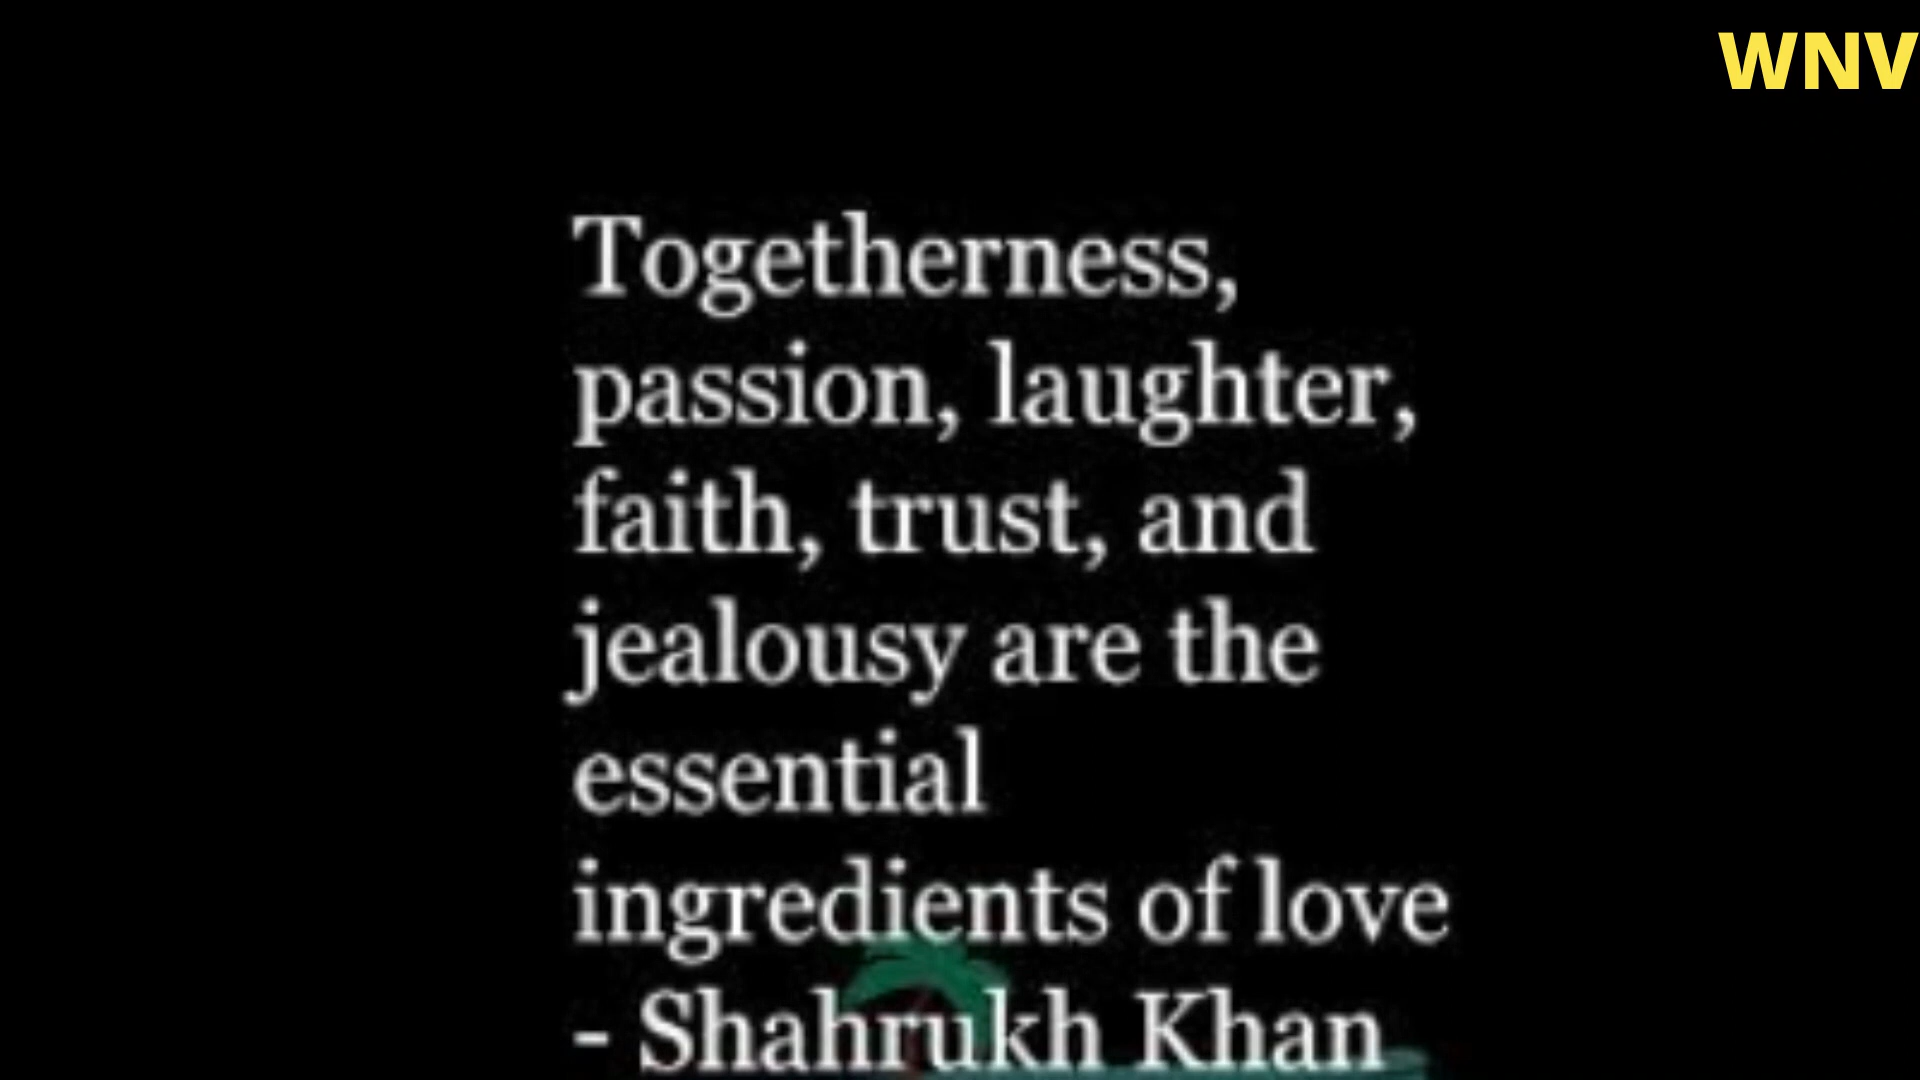 WNV
Togetherness,
passion, laughter,
faith, trust, and
jealousy are the
essential
ingredients of love
- Shahrukh Khan